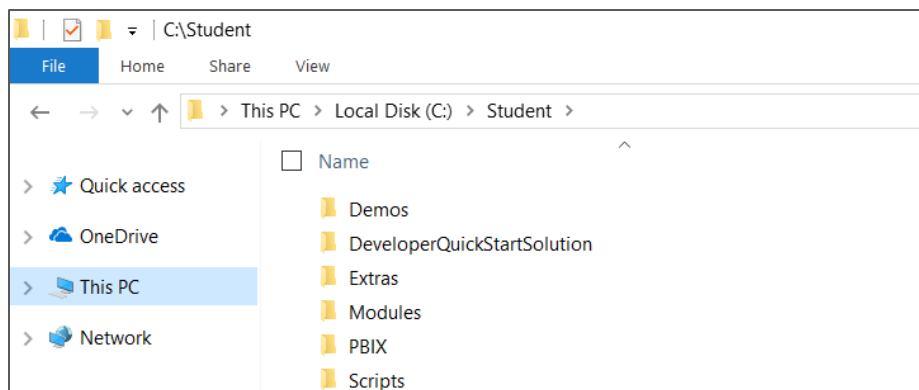 C:\Student
File Home Share View
This PC > Local Disk (C:) > Student >
Name
Quick access
OneDrive
This PC
Network
Demos
DeveloperQuickStartSolution
Extras
Modules
PBIX
Scripts